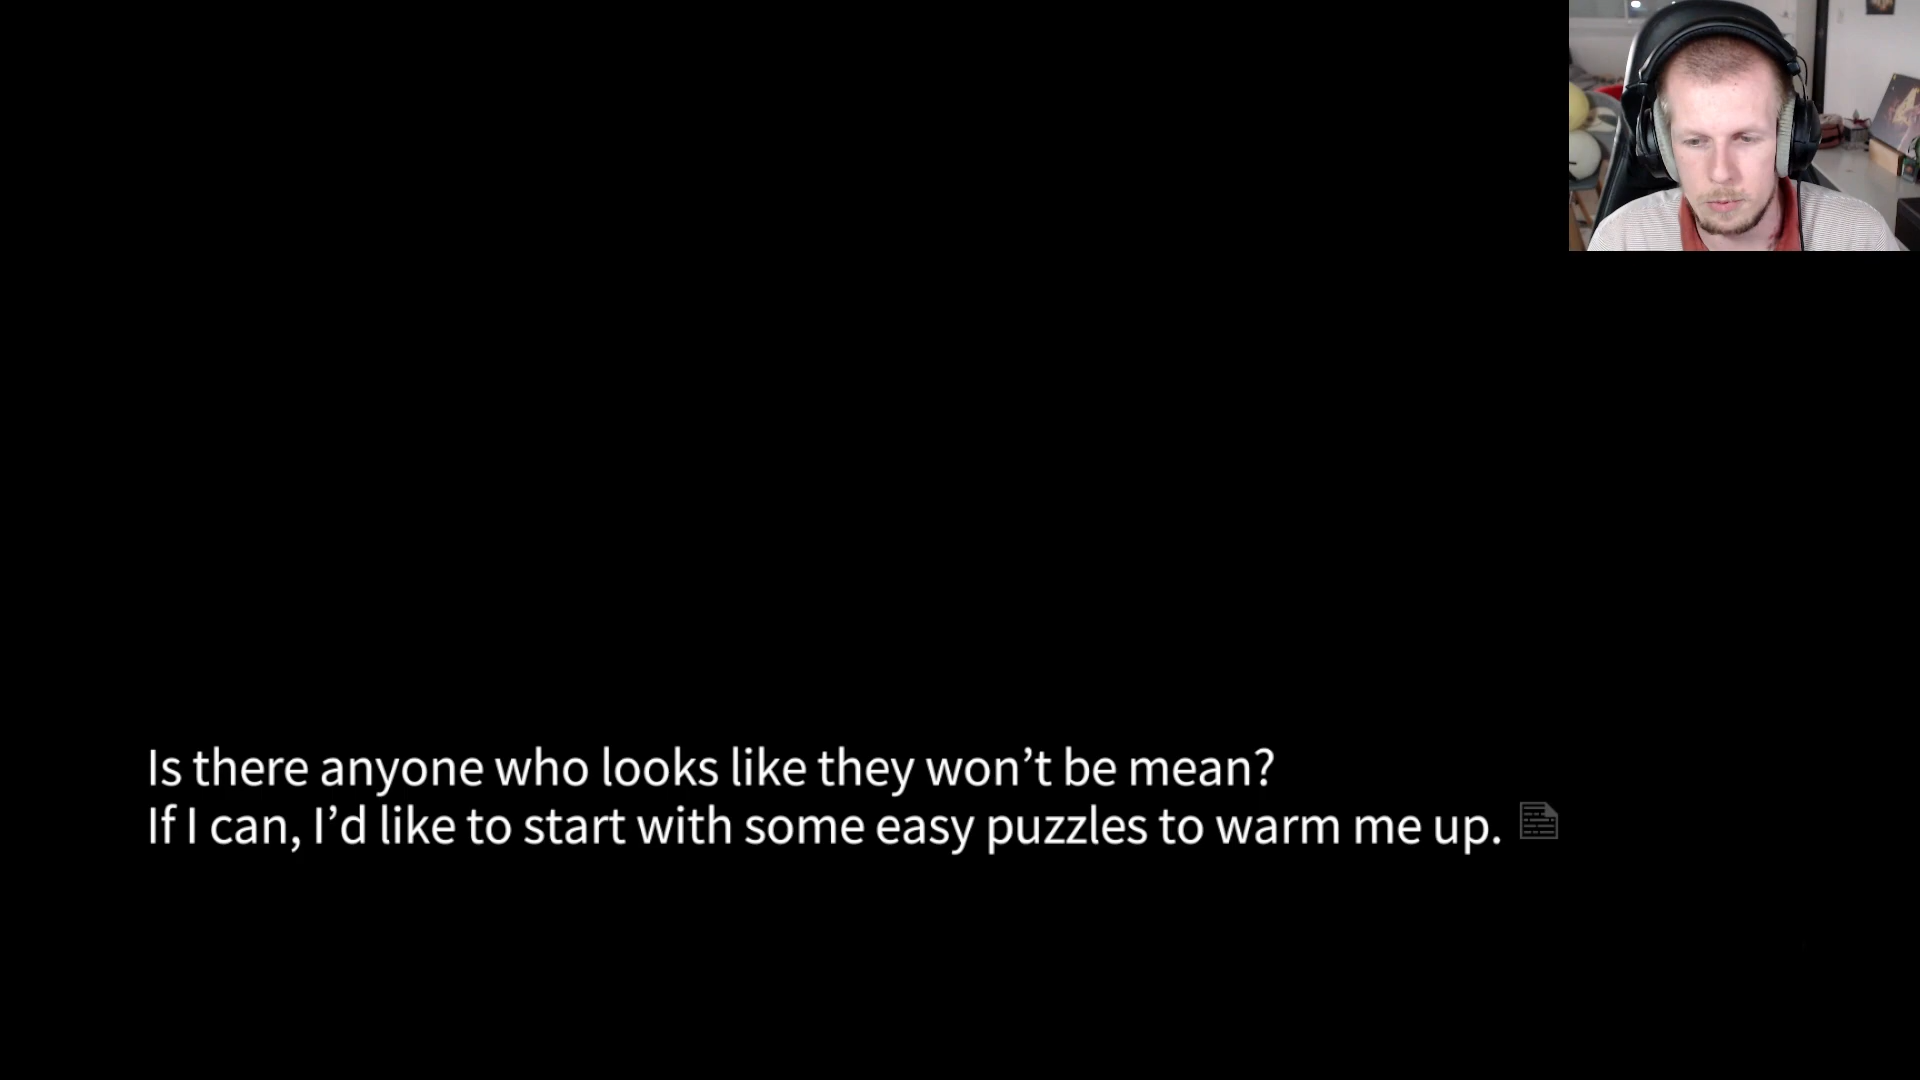 Is there anyone who looks like they won’t be mean?
If I can, I’d like to start with some easy puzzles to warm me up.